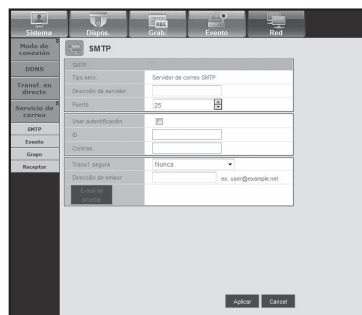 Sistema Dispos. Grab. Evento Red
Modo de
conexión
DDNS
Transf. en
directo
Servicio de
correo
SMTP
Evento
Grupo
Receptor
SMTP
SMTP
Tipo serv. Servidor de correo SMTP
Dirección de servidor
Puerto 25
Usar autentificación
ID
Contras.
Transf. segura Nunca
Dirección de emisor ex. user@example.net
E-mail de
prueba
Aplicar Cancel